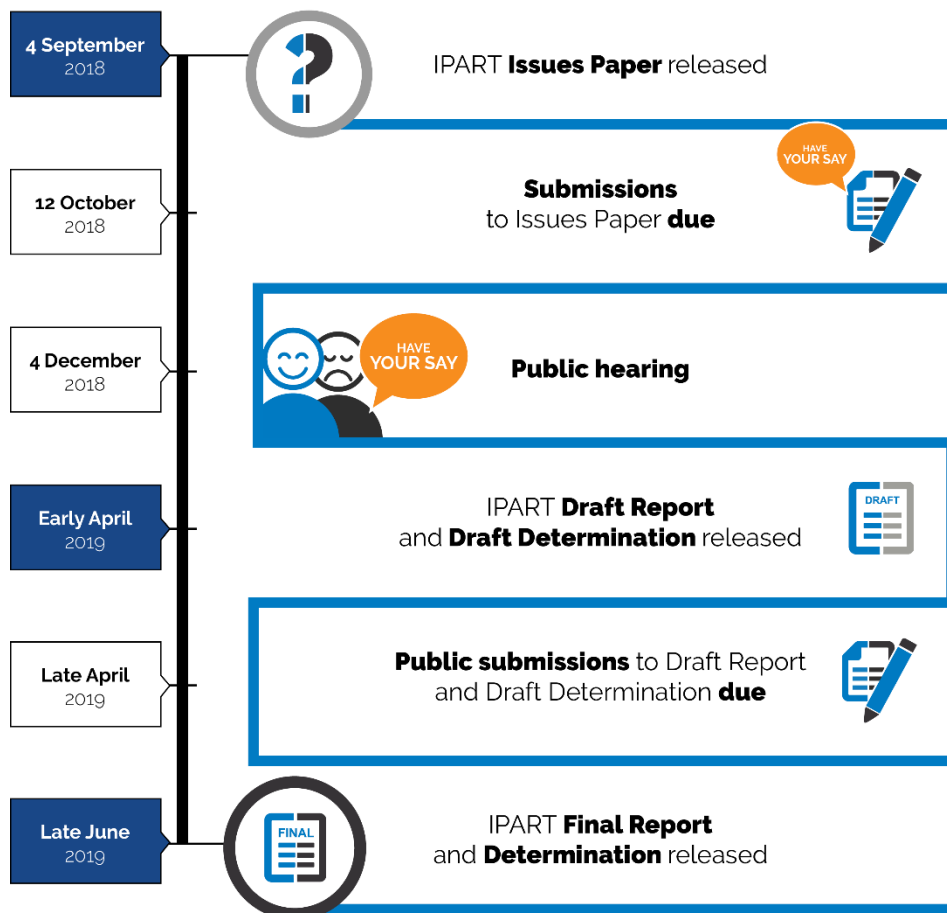 4 September
2018
IPART Issues Paper released
HAVE
YOUR SAY
12 October
2018
Submissions
to Issues Paper due
4 December
2018
HAVE
YOUR SAY
Public hearing
Early April
2019
IPART Draft Report
and Draft Determination released
DRAFT
Late April
2019
Public submissions to Draft Report
and Draft Determination due
Late June
2019
FINAL
IPART Final Report
and Determination released